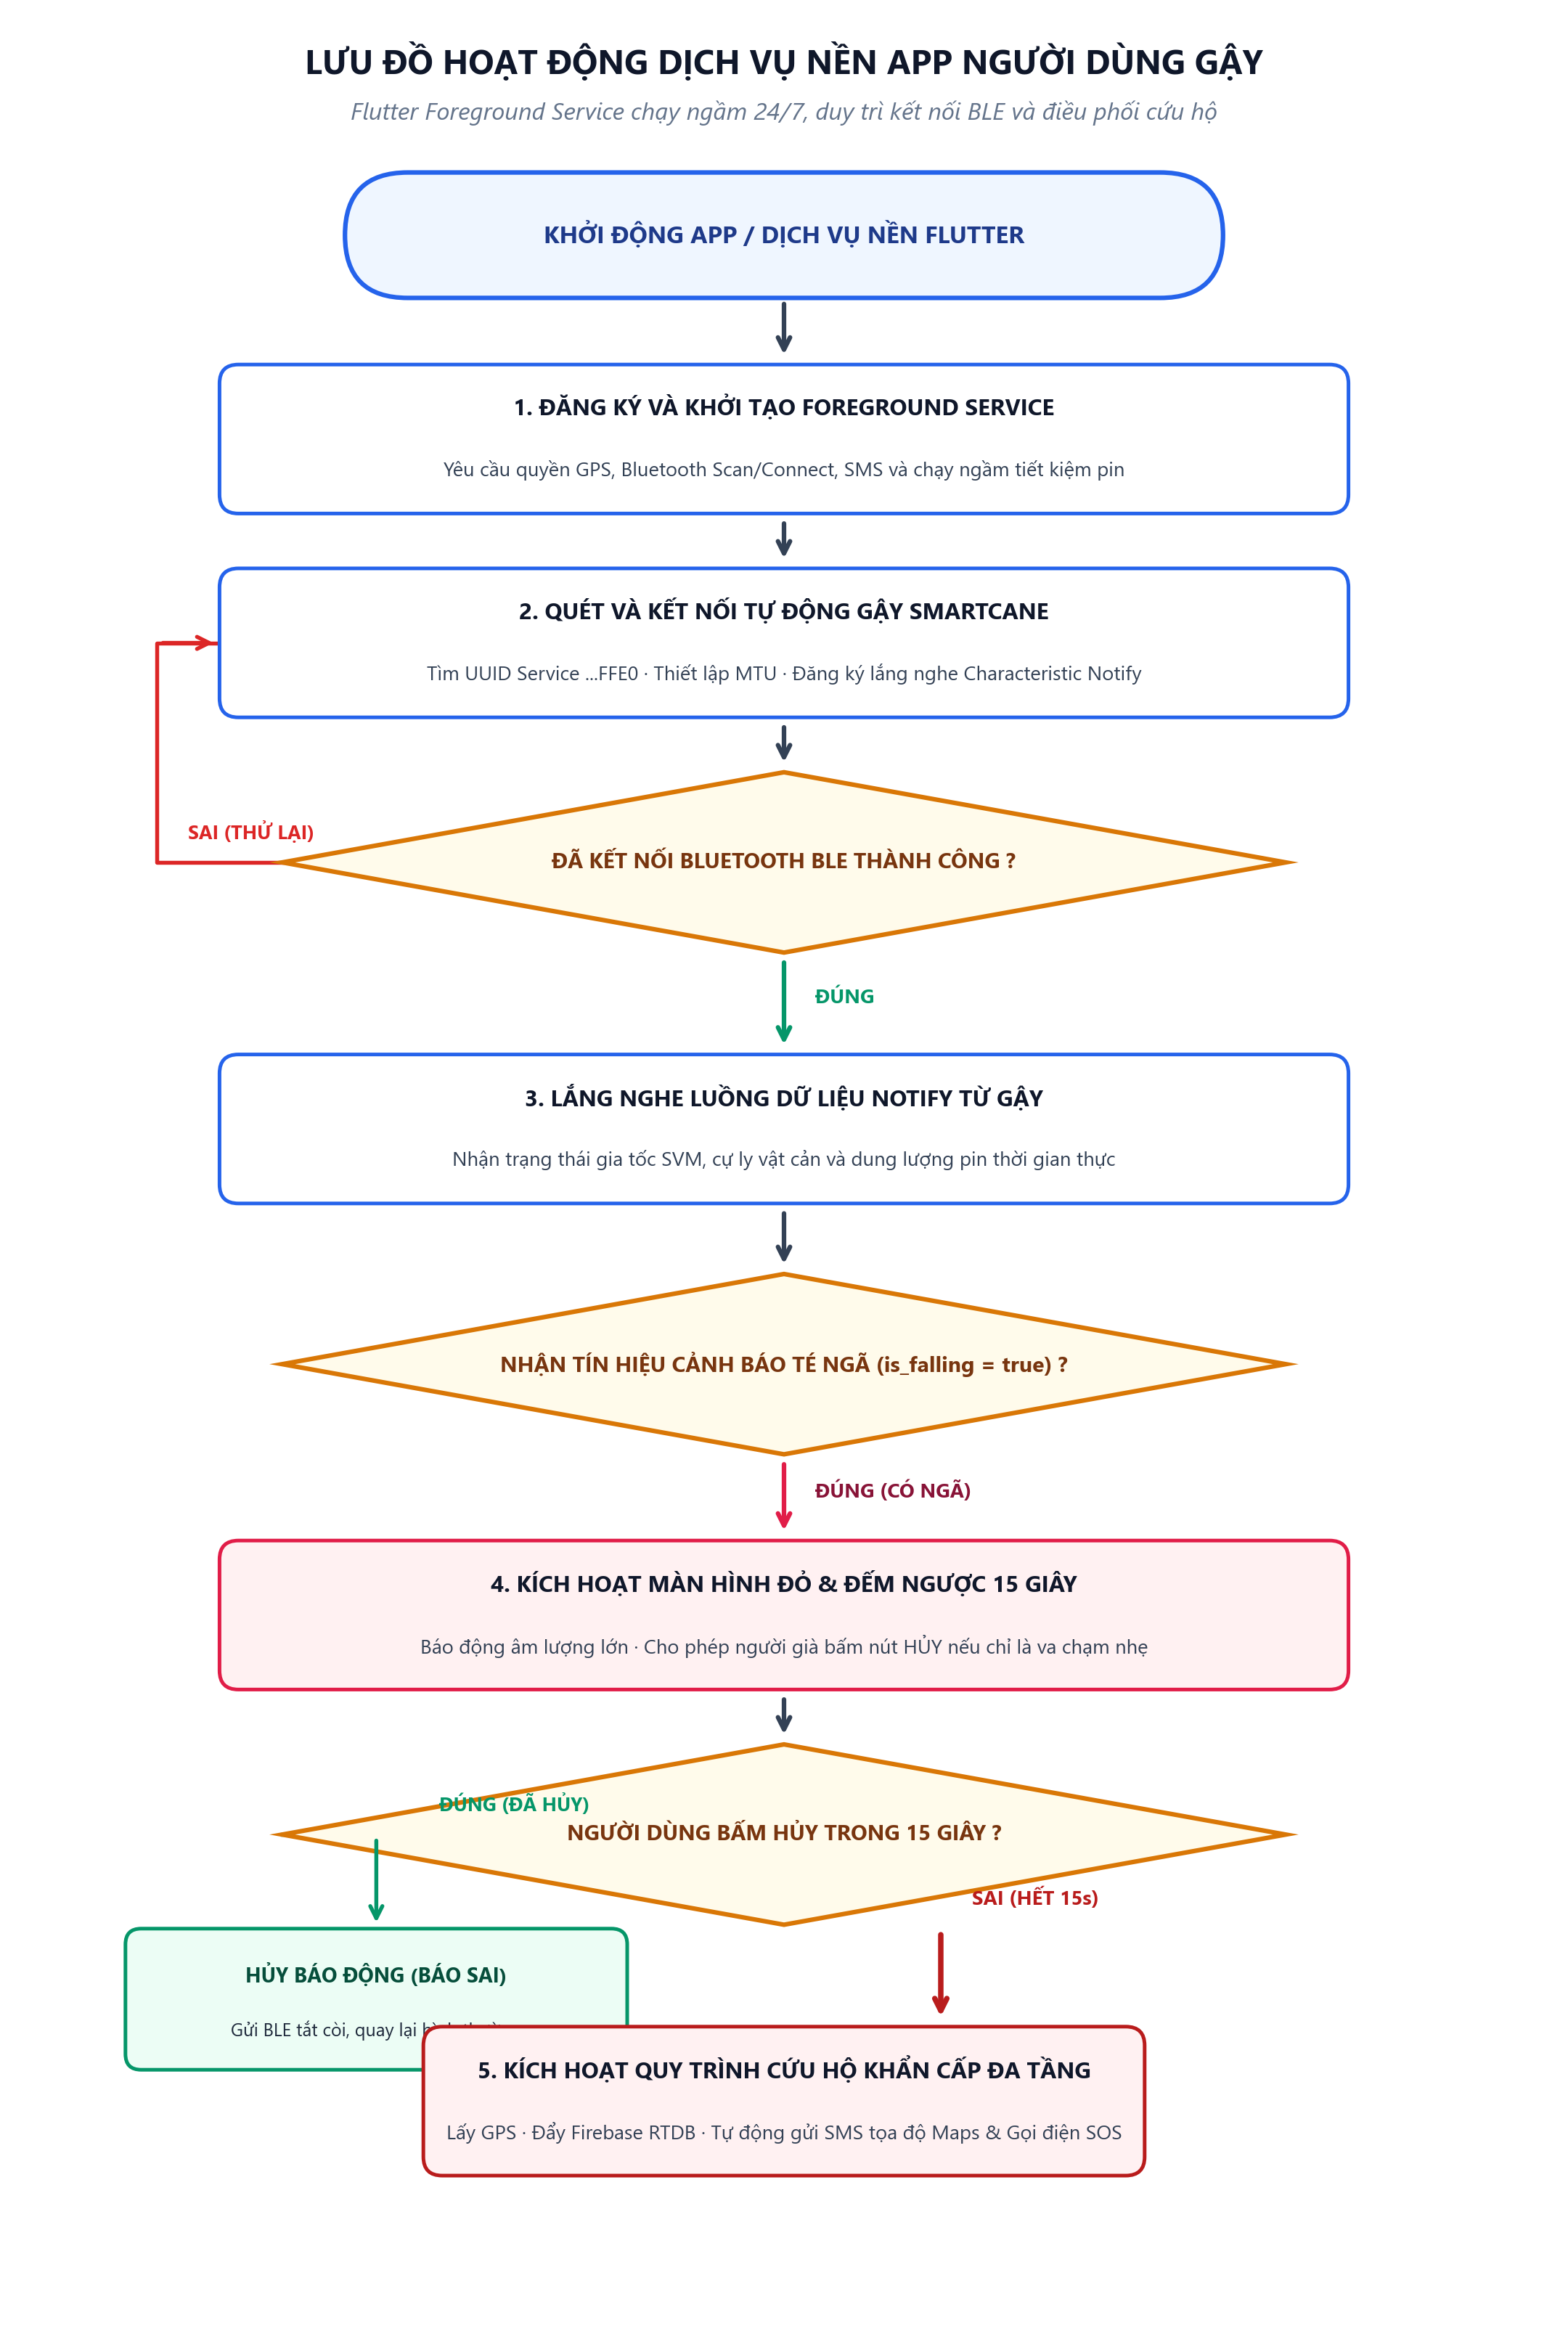 LƯU ĐỒ HOẠT ĐỘNG DỊCH VỤ NỀN APP NGƯỜI DÙNG GẬY
Flutter Foreground Service chạy ngầm 24/7, duy trì kết nối BLE và điều phối cứu hộ
KHỞI ĐỘNG APP / DỊCH VỤ NỀN FLUTTER
1. ĐĂNG KÝ VÀ KHỞI TẠO FOREGROUND SERVICE
Yêu cầu quyền GPS, Bluetooth Scan/Connect, SMS và chạy ngầm tiết kiệm pin
2. QUÉT VÀ KẾT NỐI TỰ ĐỘNG GẬY SMARTCANE
Tìm UUID Service ...FFE0 · Thiết lập MTU · Đăng ký lắng nghe Characteristic Notify
SAI (THỬ LẠI)
ĐÃ KẾT NỐI BLUETOOTH BLE THÀNH CÔNG ?
ĐÚNG
3. LẮNG NGHE LUỒNG DỮ LIỆU NOTIFY TỪ GẬY
Nhận trạng thái gia tốc SVM, cự ly vật cản và dung lượng pin thời gian thực
NHẬN TÍN HIỆU CẢNH BÁO TÉ NGÃ (is_falling = true) ?
ĐÚNG (CÓ NGÃ)
4. KÍCH HOẠT MÀN HÌNH ĐỎ & ĐẾM NGƯỢC 15 GIÂY
Báo động âm lượng lớn · Cho phép người già bấm nút HỦY nếu chỉ là va chạm nhẹ
ĐÚNG (ĐÃ HỦY)
NGƯỜI DÙNG BẤM HỦY TRONG 15 GIÂY ?
SAI (HẾT 15s)
HỦY BÁO ĐỘNG (BÁO SAI)
Gửi BLE tắt còi, quay lại
5. KÍCH HOẠT QUY TRÌNH CỨU HỘ KHẨN CẤP ĐA TẦNG
Lấy GPS · Đẩy Firebase RTDB · Tự động gửi SMS tọa độ Maps & Gọi điện SOS